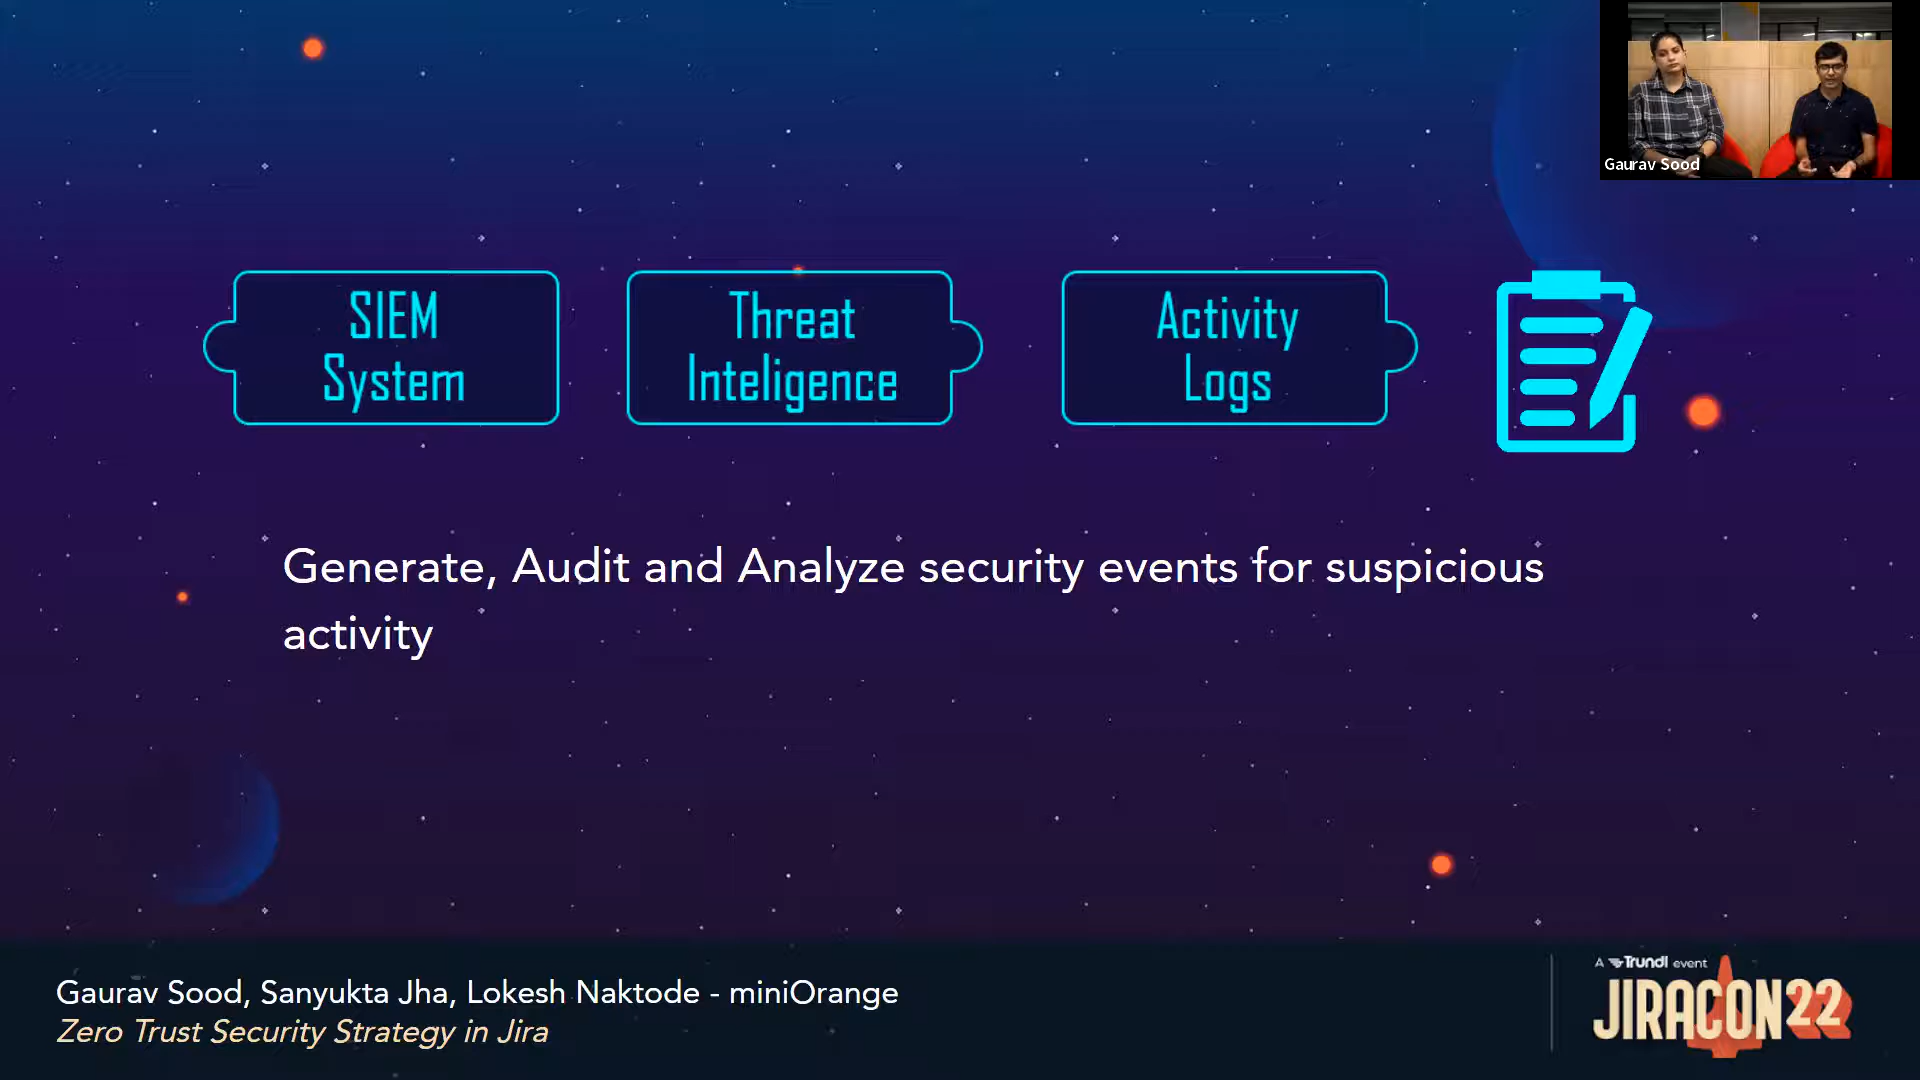 Gaurav Sood
SIEM
System
Threat
Inteligence
Activity
Logs
Generate, Audit and Analyze security events for suspicious
activity
Gaurav Sood, Sanyukta Jha, Lokesh Naktode - miniOrange
Zero Trust Security Strategy in Jira
A Trundl event
JIRACON22